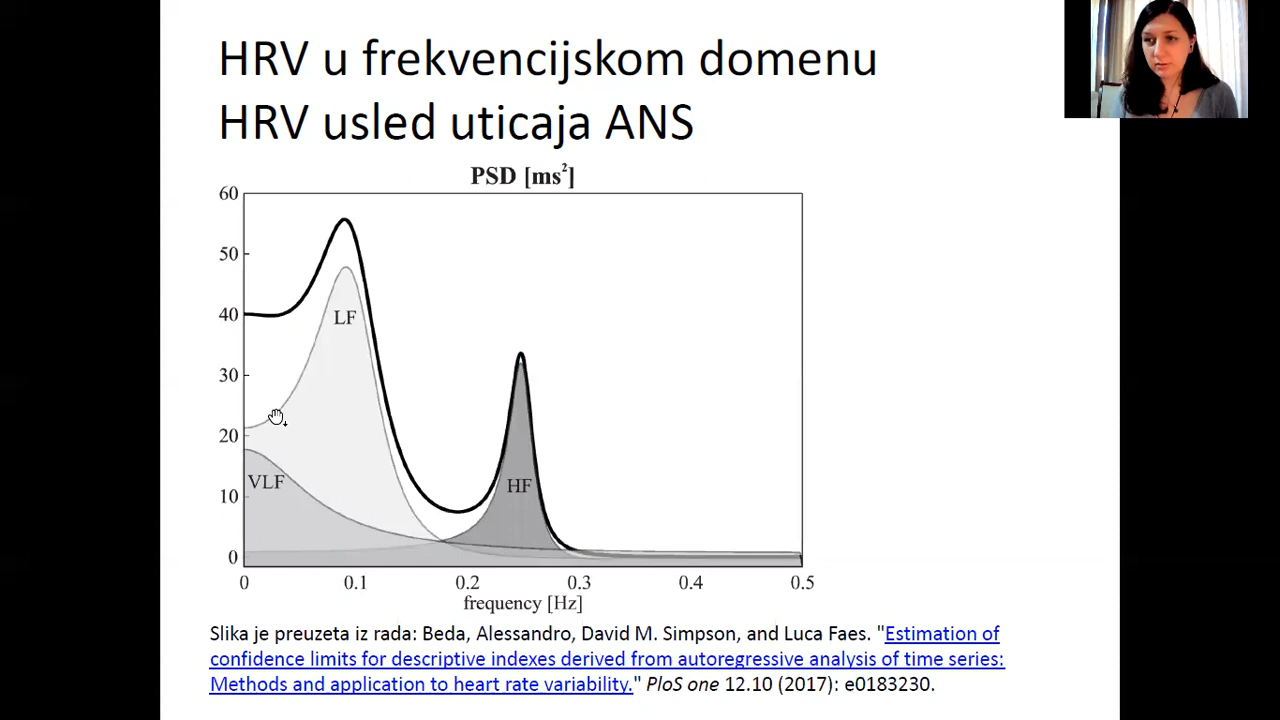 HRV u frekvencijskom domenu
HRV usled uticaja ANS
PSD [ms²]
60
50
40
30
20
10
0
LF
VLF
HF
0 0.1 0.2 0.3 0.4 0.5
frequency [Hz]
Slika je preuzeta iz rada: Beda, Alessandro, David M. Simpson, and Luca Faes. "Estimation of
confidence limits for descriptive indexes derived from autoregressive analysis of time series:
Methods and application to heart rate variability." PloS one 12.10 (2017): e0183230.